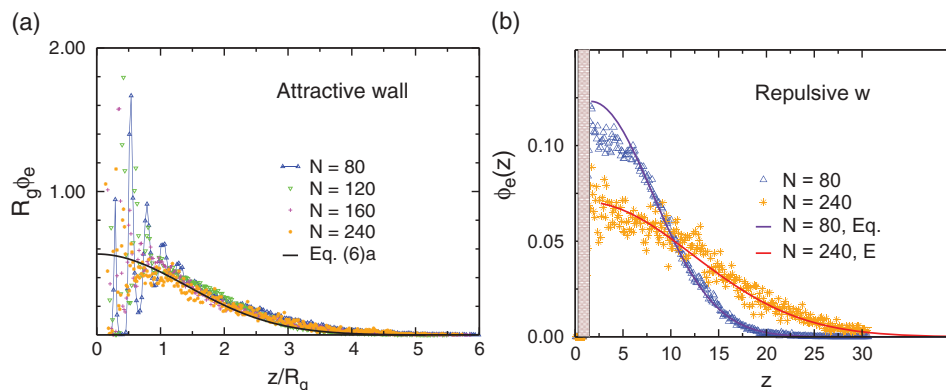 (a)
2.00
1.00
0
R_gϕ_e
Attractive wall
N = 80
N = 120
N = 160
N = 240
Eq. (6)a
0 1 2 3 4 5 6
z/R_g
(b)
0.10
0.05
0.00
ϕ_e(z)
Repulsive w
N = 80
N = 240
N = 80, Eq.
N = 240, E
0 5 10 15 20 25 30
z